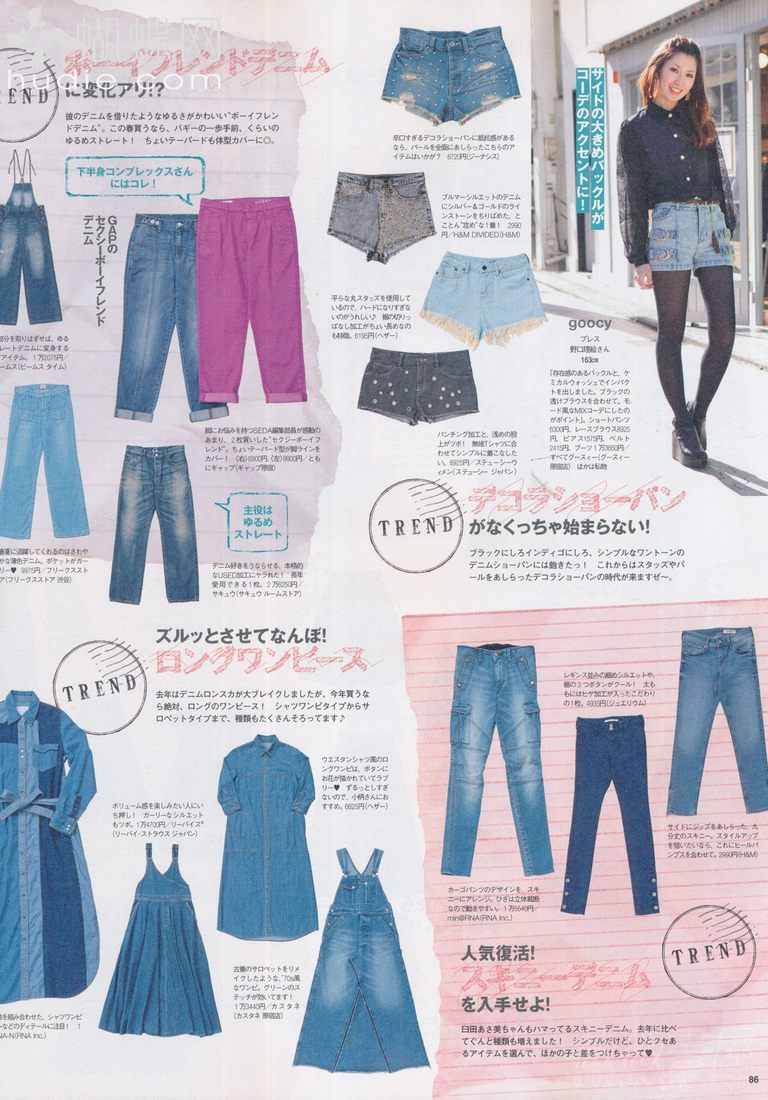 蝴蝶网
hudie.com
TREND
ボーイフレンドデニム
に変化アリ!?
彼のデニムを借りたようなゆるさがかわいい“ボーイフレン
ドデニム”。この春買うなら、バギーの一歩手前、くらいの
ゆるめストレート! ちょいテーパードも体型カバーに◎。
下半身コンプレックスさん
にはコレ!
GAPの
セクシーボーイフレンド
デニム
部分を取りはずせば、ゆる
レートデニムに変身する
アイテム。1万2075円/
ームス(ビームス タイム)
脚にお悩みを持つSEDA編集部員が感動の
あまり、2枚買いした“セクシーボーイフ
レンド”。ちょいテーパード型が脚ラインを
カバー! (右)8900円、(左)9900円/とも
にギャップ(ギャップ原宿)
春夏に活躍してくれるのはさわや
かな薄色デニム。ポケットがガー
リー♥ 9975円/フリークススト
ア(フリークスストア 渋谷)
主役は
ゆるめ
ストレート
デニム好きをうならせる、本格的
なUSED加工にヤラれた! 長年
愛用できる1枚。2万6250円/
サキュウ(サキュウ ルームストア)
辛口すぎるデコラショーパンに抵抗感がある
なら、パールを全面にあしらったこちらのア
イテムはいかが? 6720円(ジーナシス)
ブルマーシルエットのデニム
にシルバー&ゴールドのライ
ンストーンをちりばめた、と
ことん“攻め”な1着! 2990
円/H&M DIVIDED(H&M)
平らな丸スタッズを使用して
いるので、ハードになりすぎな
いのがうれしい♪ 裾の切りっ
ぱなし加工がちょい長めなの
も特徴。6195円(ヘザー)
パンチング加工と、浅めの股
上がツボ! 無地Tシャツに合
わせてシンプルに着こなした
い。8925円/ステューシーウ
ィメン(ステューシー ジャパン)
サイドの大きめバックルが
コーデのアクセントに!
goocy
プレス
野口理絵さん
163cm
「存在感のあるバックルと、ケ
ミカルウォッシュでインパク
トを出しました。ブラックの
透けブラウスを合わせて、モ
ード風なMIXコーデにしたの
がポイント」。ショートパンツ
6300円、レースブラウス8925
円、ピアス1575円、ベルト
2415円、ブーツ1万3650円/
すべてグースィー(グースィー
原宿店) ほかは私物
TREND
デコラショーパン
がなくっちゃ始まらない!
ブラックにしろインディゴにしろ、シンプルなワントーンの
デニムショーパンには飽きたっ! これからはスタッズやパ
ールをあしらったデコラショーパンの時代が来ますぜ〜。
TREND
ズルッとさせてなんぼ!
ロングワンピース
去年はデニムロンスカが大ブレイクしましたが、今年買うな
ら絶対、ロングのワンピース! シャツワンピタイプからサ
ロペットタイプまで、種類もたくさんそろってます♪
ボリューム感を楽しみたい人にい
ち押し! ガーリーなシルエット
もツボ。1万4700円/リーバイス®
(リーバイ・ストラウス ジャパン)
ウエスタンシャツ風のロ
ングワンピは、ボタンに
お花が描かれていてラブ
リー♥ ずるっとしすぎ
ないので、小柄さんにお
すすめ。6825円(ヘザー)
古着のサロペットをリメ
イクしたような、'70s風
なワンピ。グリーンのス
テッチが効いてます! 1
万3440円/カスタネ
(カスタネ 原宿店)
組み合わせた、シャツワンピ
ンなどのディテールに注目! 1
A-N(RNA Inc.)
レギンス並みの細めシルエットや、
裾の3つボタンがクール! 太も
もにはヒゲ加工が入ったこだわり
の1枚。4935円(ジュエリウム)
サイドにジップをあしらった、九
分丈のスキニー。スタイルアップ
を狙いたいなら、これにヒールパ
ンプスを合わせて。2990円(H&M)
カーゴパンツのデザインを、スキ
ニーにアレンジ。ひざは立体裁断
なので動きやすい。1万5540円/
min@RNA(RNA Inc.)
TREND
人気復活!
スキニーデニム
を入手せよ!
臼田あさ美ちゃんもハマってるスキニーデニム。去年に比べ
てぐんと種類も増えました! シンプルだけど、ひとクセあ
るアイテムを選んで、ほかの子と差をつけちゃって♥
86